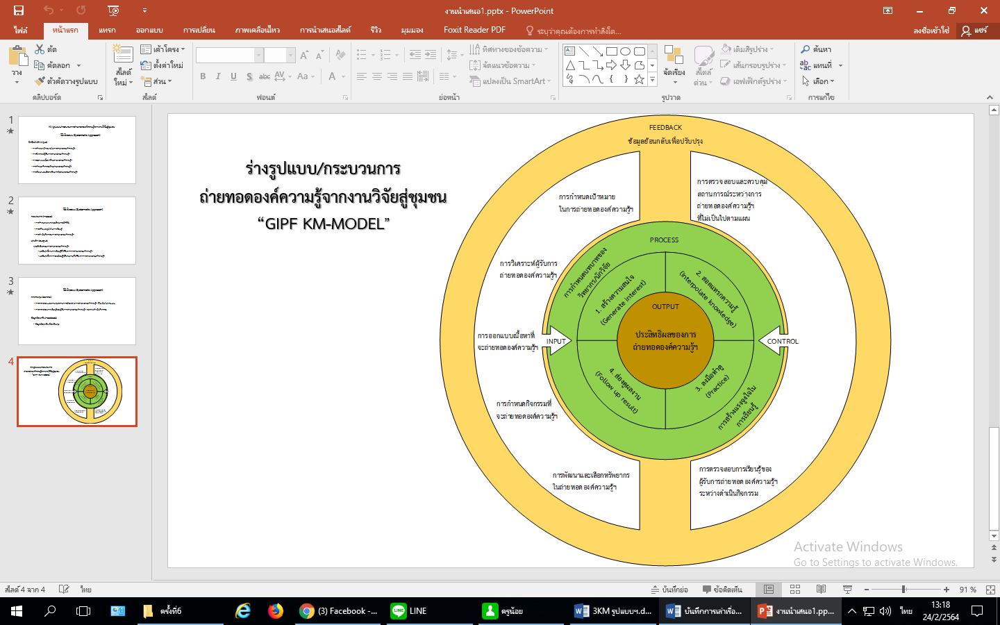 งานนำเสนอ1.pptx - PowerPoint
ไฟล์ หน้าแรก แทรก ออกแบบ การเปลี่ยน ภาพเคลื่อนไหว การนำเสนอสไลด์ รีวิว มุมมอง Foxit Reader PDF ระบุว่าคุณต้องการทำสิ่งใด... ลงชื่อเข้าใช้ แชร์
วาง
ตัด
คัดลอก
ตัวคัดวางรูปแบบ
คลิปบอร์ด
สไลด์
ใหม่
เค้าโครง
ตั้งค่าใหม่
ส่วน
สไลด์
B I U S abc AV Aa A
ฟอนต์
ทิศทางของข้อความ
จัดแนวข้อความ
แปลงเป็น SmartArt
ย่อหน้า
จัดเรียง
สไตล์
ด่วน
เติมสีรูปร่าง
เส้นกรอบรูปร่าง
เอฟเฟ็กต์รูปร่าง
รูปวาด
ค้นหา
แทนที่
เลือก
การแก้ไข
1
2
3
4
ร่างรูปแบบ/กระบวนการ
ถ่ายทอดองค์ความรู้จากงานวิจัยสู่ชุมชน
“GIPF KM-MODEL”
FEEDBACK
ข้อมูลย้อนกลับเพื่อปรับปรุง
การกำหนดเป้าหมาย
ในการถ่ายทอดองค์ความรู้ฯ
การตรวจสอบและควบคุม
สถานการณ์ระหว่างการ
ถ่ายทอดองค์ความรู้ฯ
ที่ไม่เป็นไปตามแผน
PROCESS
การกำหนดบทบาทของ
วิทยากร/นักวิจัย
การวิเคราะห์ผู้รับการ
ถ่ายทอดองค์ความรู้ฯ
1. สร้างความสนใจ
(Generate interest)
2. สอดแทรกความรู้
(Interpolate knowledge)
OUTPUT
ประสิทธิผลของการ
ถ่ายทอดองค์ความรู้ฯ
การออกแบบเนื้อหาที่
จะถ่ายทอดองค์ความรู้ฯ
INPUT
CONTROL
4. ส่องดูผลงาน
(Follow up result)
3. ลงมือทำดู
(Practice)
การสร้างแรงจูงใจใน
การเรียนรู้
การกำหนดกิจกรรมที่
จะถ่ายทอดองค์ความรู้ฯ
การพัฒนาและเลือกทรัพยากร
ในถ่ายทอดองค์ความรู้ฯ
การตรวจสอบการเรียนรู้ของ
ผู้รับการถ่ายทอดองค์ความรู้ฯ
ระหว่างดำเนินกิจกรรม
Activate Windows
Go to Settings to activate Windows.
สไลด์ 4 จาก 4 ไทย บันทึกย่อ ข้อคิดเห็น 91 %
ครั้งที่6 (3) Facebook -... LINE ครูน้อย 3KM รูปแบบฯ.d... บันทึกการเล่าเรื่อ... งานนำเสนอ1.pp... ไทย
13:18
24/2/2564